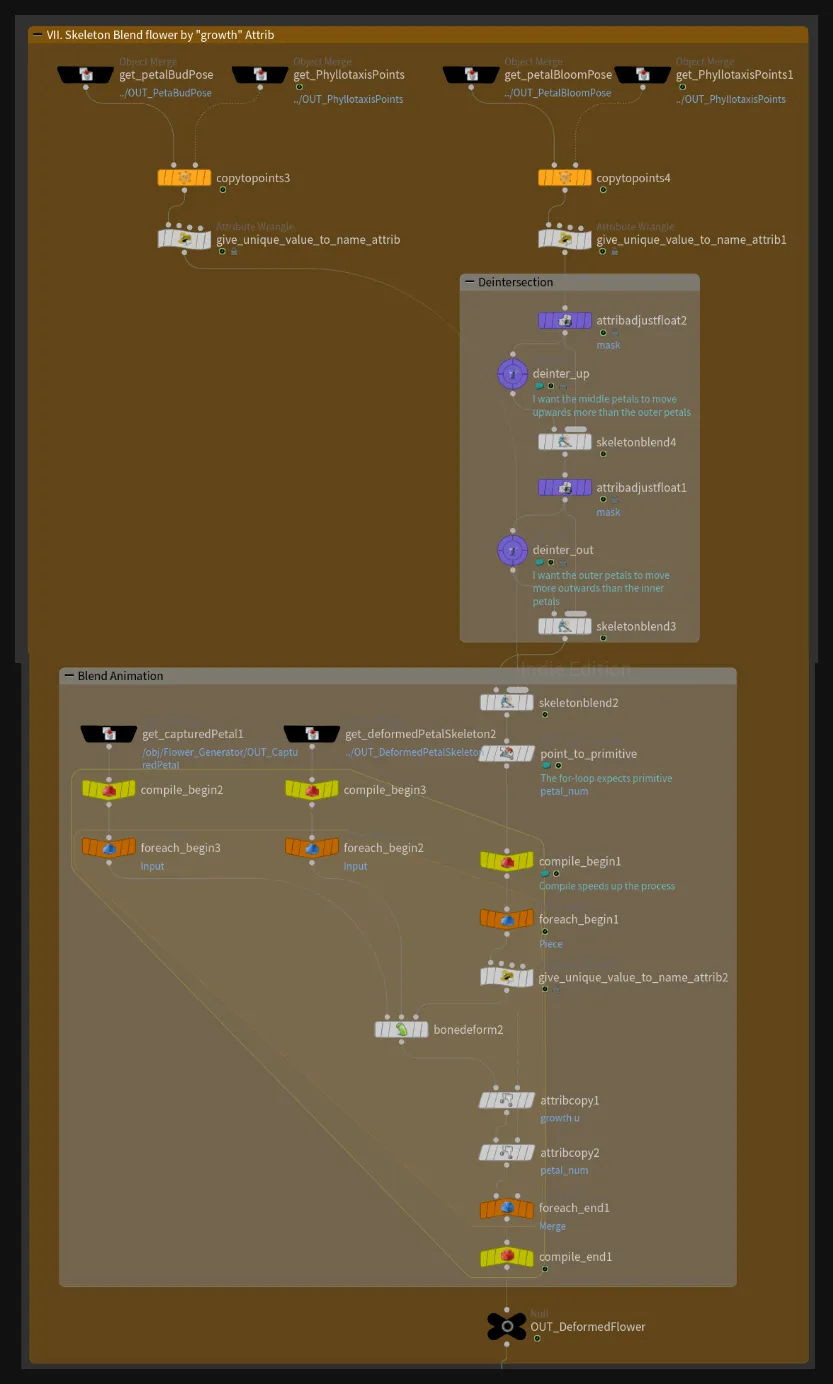 VII. Skeleton Blend flower by "growth" Attrib
Object Merge
get_petalBudPose
../OUT_PetaBudPose
Object Merge
get_PhyllotaxisPoints
../OUT_PhyllotaxisPoints
Object Merge
get_petalBloomPose
../OUT_PetalBloomPose
Object Merge
get_PhyllotaxisPoints1
../OUT_PhyllotaxisPoints
copytopoints3
copytopoints4
Attribute Wrangle
give_unique_value_to_name_attrib
Attribute Wrangle
give_unique_value_to_name_attrib1
Deintersection
attribadjustfloat2
mask
deinter_up
I want the middle petals to move
upwards more than the outer petals
skeletonblend4
attribadjustfloat1
mask
deinter_out
I want the outer petals to move
more outwards than the inner
petals
skeletonblend3
Indie Edition
Blend Animation
skeletonblend2
get_capturedPetal1
/obj/Flower_Generator/OUT_Captu
redPetal
get_deformedPetalSkeleton2
../OUT_DeformedPetalSkeleton
point_to_primitive
The for-loop expects primitive
petal_num
compile_begin2
compile_begin3
foreach_begin3
Input
foreach_begin2
Input
compile_begin1
Compile speeds up the process
foreach_begin1
Piece
give_unique_value_to_name_attrib2
bonedeform2
attribcopy1
growth u
attribcopy2
petal_num
foreach_end1
Merge
compile_end1
Null
OUT_DeformedFlower